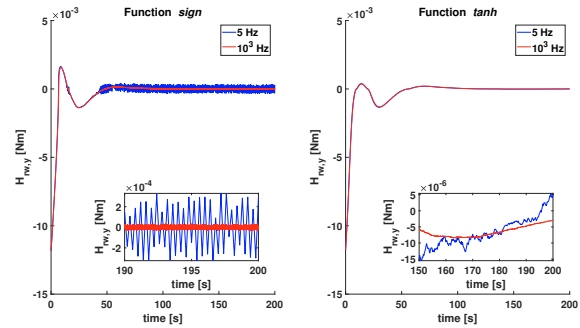 Function sign
×10⁻³
5
0
-5
-10
-15
H_rw,y [Nm]
5 Hz
10³ Hz
×10⁻⁴
2
0
-2
H_rw,y [Nm]
190 195 200
time [s]
0 50 100 150 200
time [s]
Function tanh
×10⁻³
5
0
-5
-10
-15
H_rw,y [Nm]
5 Hz
10³ Hz
×10⁻⁶
5
0
-5
-10
-15
H_rw,y [Nm]
150 160 170 180 190 200
time [s]
0 50 100 150 200
time [s]